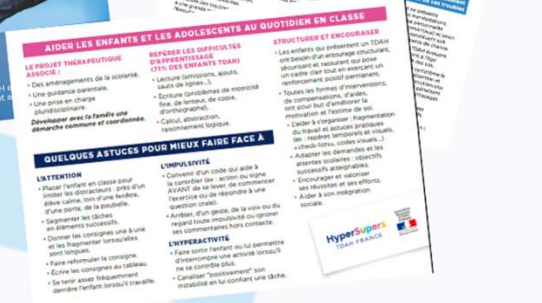 AIDER LES ENFANTS ET LES ADOLESCENTS AU QUOTIDIEN EN CLASSE
LE PROJET THÉRAPEUTIQUE
ASSOCIE :
• Des aménagements de la scolarité.
• Une guidance parentale.
• Une prise en charge
pluridisciplinaire.
Développer avec la famille une
démarche commune et coordonnée.
REPÉRER LES DIFFICULTÉS
D'APPRENTISSAGE
(71% DES ENFANTS TDAH)
• Lecture (omissions, ajouts,
sauts de lignes...).
• Écriture (problèmes de motricité
fine, de lenteur, de copie,
d'orthographe).
• Calcul, abstraction,
raisonnement logique.
STRUCTURER ET ENCOURAGER
• Les enfants qui présentent un TDAH
ont besoin d'un entourage structurant,
sécurisant et rassurant qui pose
un cadre clair tout en exerçant un
renforcement positif permanent.
• Toutes les formes d'interventions,
de compensations, d'aides,
ont pour but d'améliorer la
motivation et l'estime de soi.
• L'aider à s'organiser : fragmentation
du travail et astuces pratiques
(ex : repères temporels et visuels,
«check-lists», codes visuels...)
• Adapter les demandes et les
attentes scolaires : objectifs
successifs atteignables.
• Encourager et valoriser
ses réussites et ses efforts.
• Aider à son intégration
sociale.
QUELQUES ASTUCES POUR MIEUX FAIRE FACE À
L'ATTENTION
• Placer l'enfant en classe pour
limiter les distracteurs : près d'un
élève calme, loin d'une fenêtre,
d'une porte, de la poubelle.
• Segmenter les tâches
en éléments successifs.
• Donner les consignes une à une
et les fragmenter lorsqu'elles
sont longues.
• Faire reformuler la consigne.
• Écrire les consignes au tableau.
• Se tenir assez fréquemment
derrière l'enfant lorsqu'il travaille.
L'IMPULSIVITÉ
• Convenir d'un code qui aide à
la contrôler (ex : action ou signe
AVANT de se lever, de commencer
l'exercice ou de répondre à une
question orale).
• Arrêter, d'un geste, de la voix ou du
regard toute impulsivité ou ignorer
ses commentaires hors contexte.
L'HYPERACTIVITÉ
• Faire sortir l'enfant ou lui permettre
d'interrompre une activité lorsqu'il
ne se contrôle plus.
• Canaliser "positivement" son
instabilité en lui confiant une tâche.
HyperSupers
TDAH FRANCE